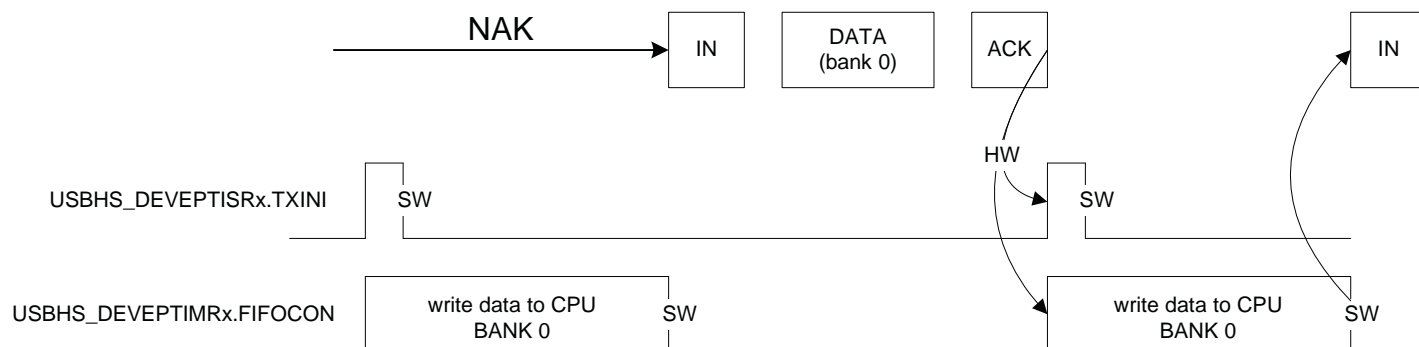 NAK
IN
DATA
(bank 0)
ACK
IN
HW
USBHS_DEVEPTISRx.TXINI
SW
SW
USBHS_DEVEPTIMRx.FIFOCON
write data to CPU
BANK 0
SW
write data to CPU
BANK 0
SW